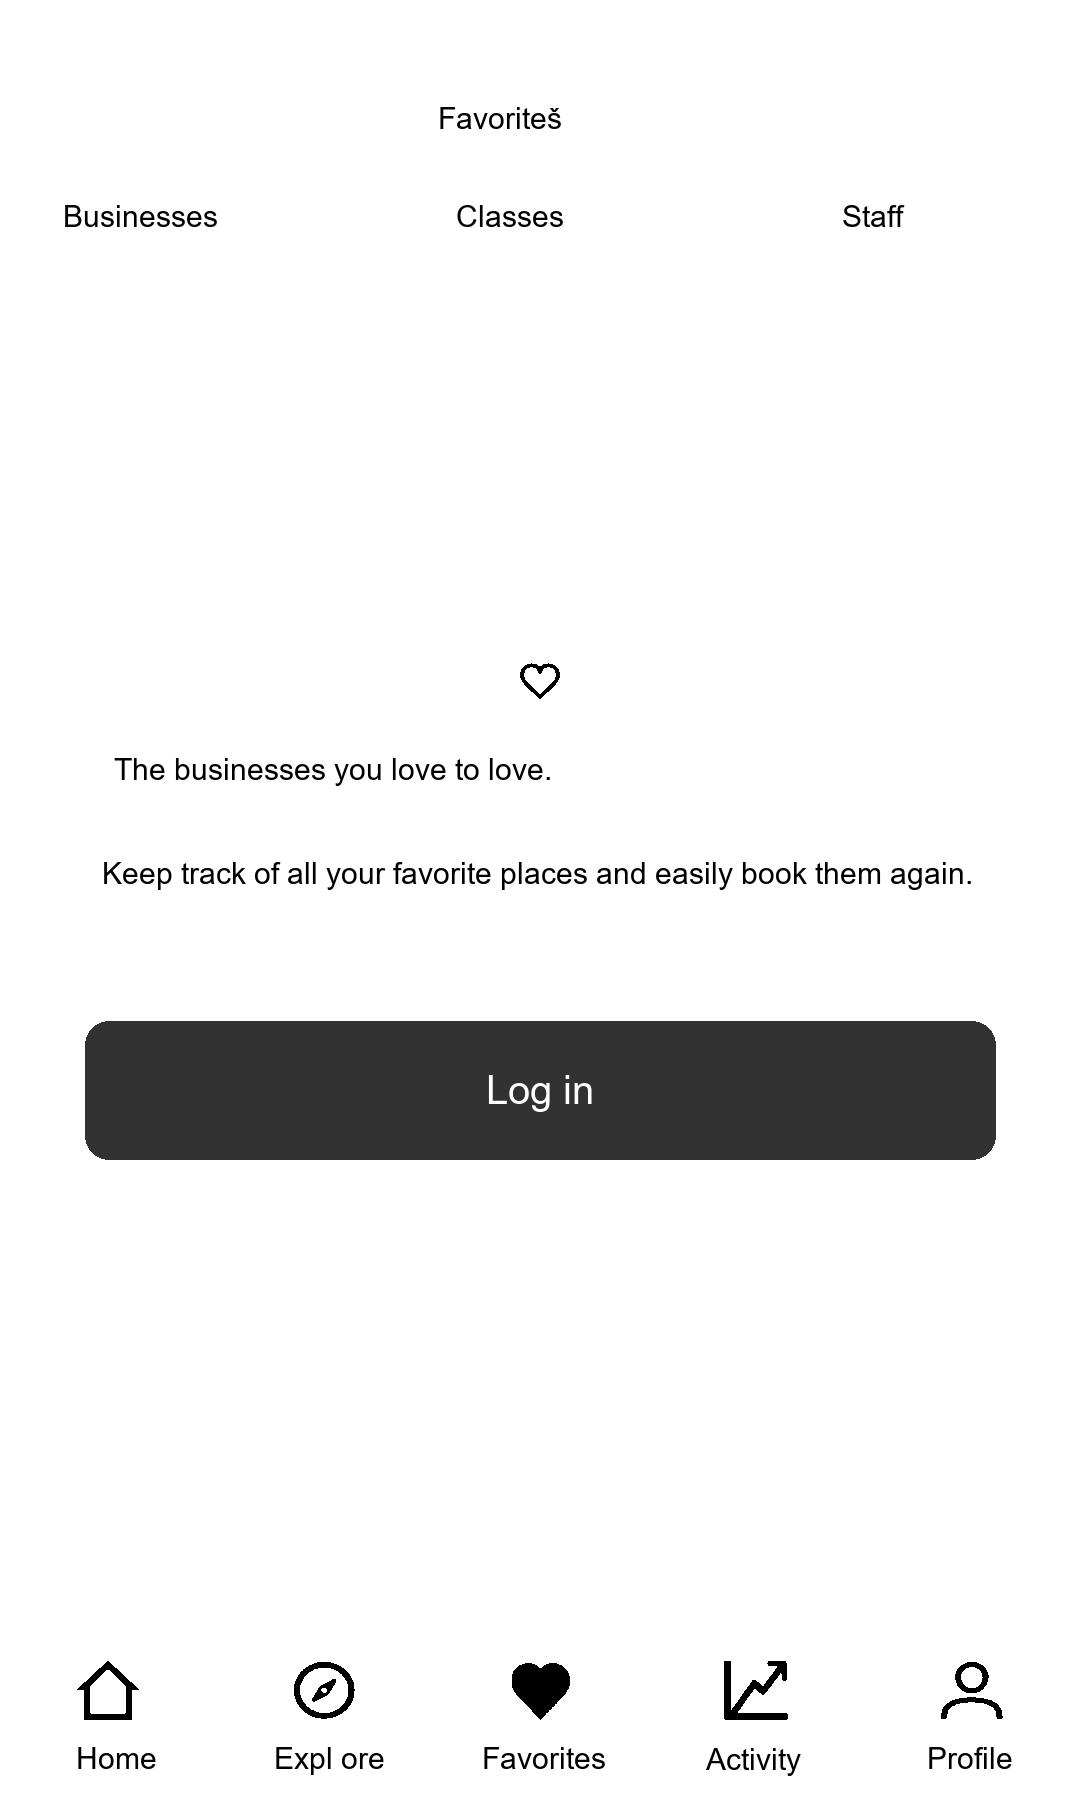 Favoriteš
Businesses Classes Staff
The businesses you love to love.
Keep track of all your favorite places and easily book them again.
Log in
Home Expl ore Favorites Activity Profile